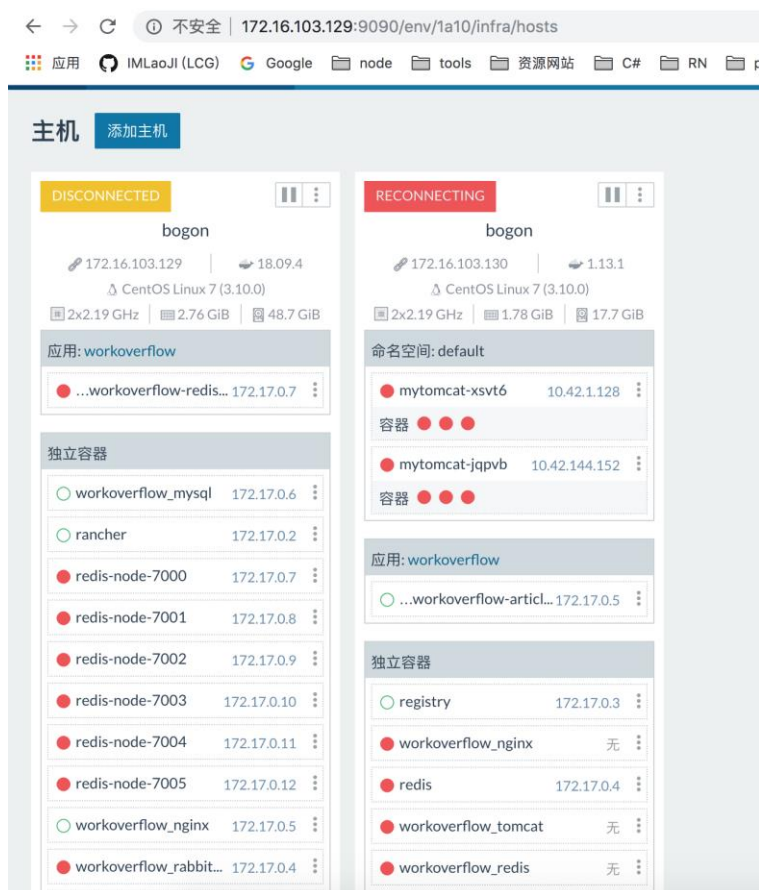 不安全 | 172.16.103.129:9090/env/1a10/infra/hosts
应用 IMLaoJI (LCG) Google node tools 资源网站 C# RN p
主机 添加主机
DISCONNECTED
bogon
172.16.103.129 18.09.4
CentOS Linux 7 (3.10.0)
2x2.19 GHz 2.76 GiB 48.7 GiB
应用: workoverflow
...workoverflow-redis... 172.17.0.7
独立容器
workoverflow_mysql 172.17.0.6
rancher 172.17.0.2
redis-node-7000 172.17.0.7
redis-node-7001 172.17.0.8
redis-node-7002 172.17.0.9
redis-node-7003 172.17.0.10
redis-node-7004 172.17.0.11
redis-node-7005 172.17.0.12
workoverflow_nginx 172.17.0.5
workoverflow_rabbit... 172.17.0.4
RECONNECTING
bogon
172.16.103.130 1.13.1
CentOS Linux 7 (3.10.0)
2x2.19 GHz 1.78 GiB 17.7 GiB
命名空间: default
mytomcat-xsvt6 10.42.1.128
容器
mytomcat-jqpvb 10.42.144.152
容器
应用: workoverflow
...workoverflow-articl... 172.17.0.5
独立容器
registry 172.17.0.3
workoverflow_nginx 无
redis 172.17.0.4
workoverflow_tomcat 无
workoverflow_redis 无